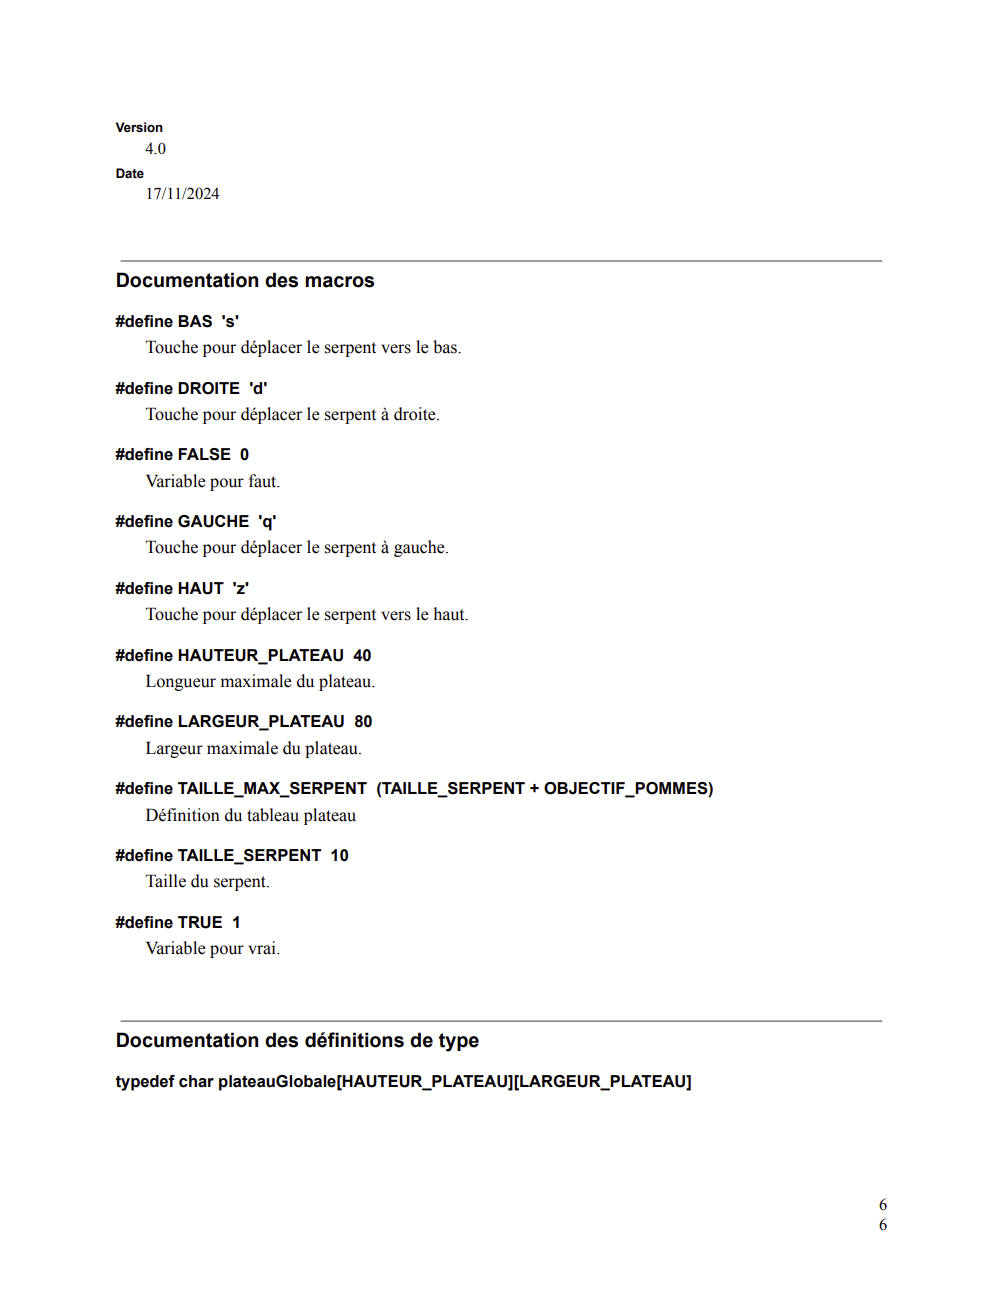 Version
4.0
Date
17/11/2024
Documentation des macros
#define BAS 's'
Touche pour déplacer le serpent vers le bas.
#define DROITE 'd'
Touche pour déplacer le serpent à droite.
#define FALSE 0
Variable pour faut.
#define GAUCHE 'q'
Touche pour déplacer le serpent à gauche.
#define HAUT 'z'
Touche pour déplacer le serpent vers le haut.
#define HAUTEUR_PLATEAU 40
Longueur maximale du plateau.
#define LARGEUR_PLATEAU 80
Largeur maximale du plateau.
#define TAILLE_MAX_SERPENT (TAILLE_SERPENT + OBJECTIF_POMMES)
Définition du tableau plateau
#define TAILLE_SERPENT 10
Taille du serpent.
#define TRUE 1
Variable pour vrai.
Documentation des définitions de type
typedef char plateauGlobale[HAUTEUR_PLATEAU][LARGEUR_PLATEAU]
6
6